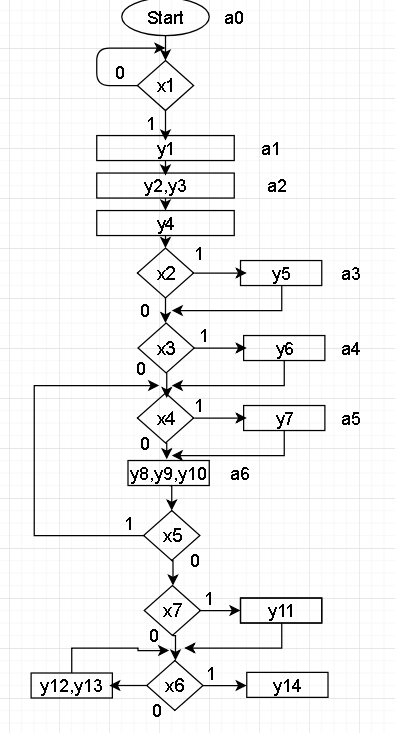 Start a0
0
x1
1
y1 a1
y2,y3 a2
y4
1
x2 y5 a3
0
1
x3 y6 a4
0
1
x4 y7 a5
0
y8,y9,y10 a6
1
x5
0
1
x7 y11
0
1
y12,y13 x6 y14
0